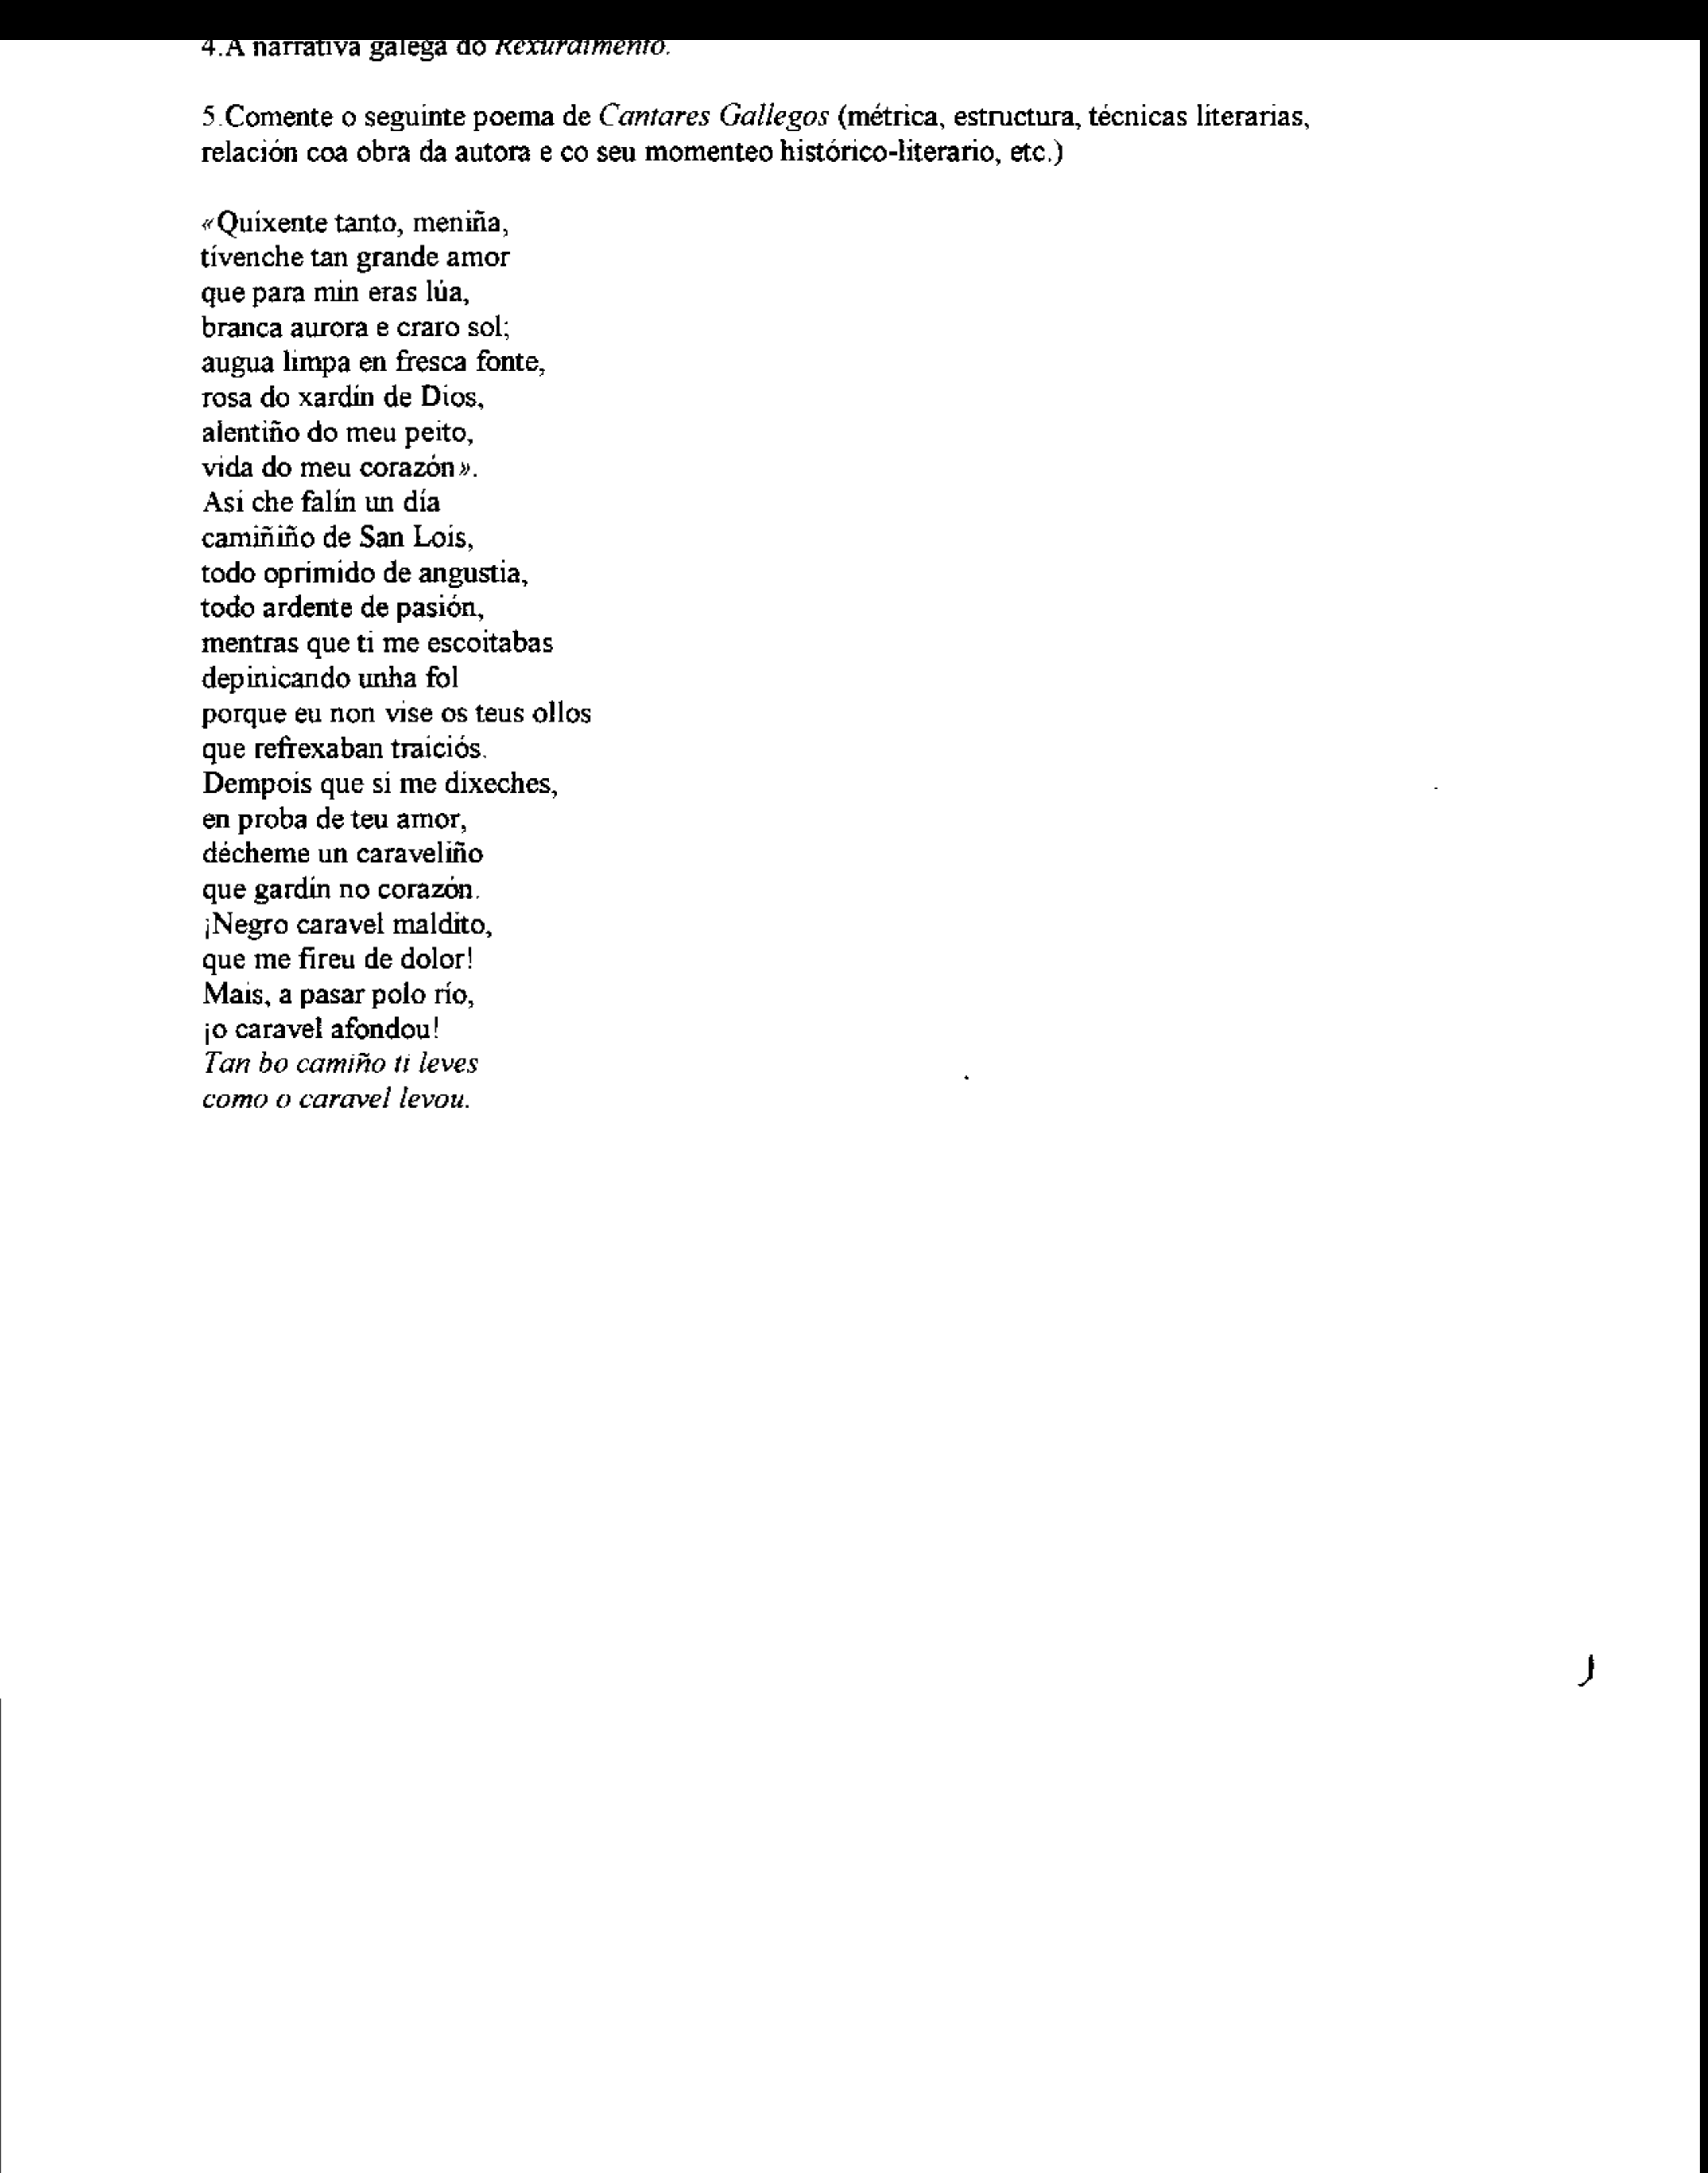 4.A narrativa galega do Rexurdimento.
5.Comente o seguinte poema de Cantares Gallegos (métrica, estructura, técnicas literarias,
relación coa obra da autora e co seu momenteo histórico-literario, etc.)
«Quíxente tanto, meniña,
tívenche tan grande amor
que para min eras lúa,
branca aurora e craro sol;
augua limpa en fresca fonte,
rosa do xardín de Dios,
alentiño do meu peito,
vida do meu corazón».
Así che falín un día
camiñiño de San Lois,
todo oprimido de angustia,
todo ardente de pasión,
mentras que ti me escoitabas
depinicando unha fol
porque eu non vise os teus ollos
que refrexaban traiciós.
Dempois que si me dixeches,
en proba de teu amor,
décheme un caraveliño
que gardín no corazón.
¡Negro caravel maldito,
que me fireu de dolor!
Mais, a pasar polo río,
¡o caravel afondou!
Tan bo camiño ti leves
como o caravel levou.